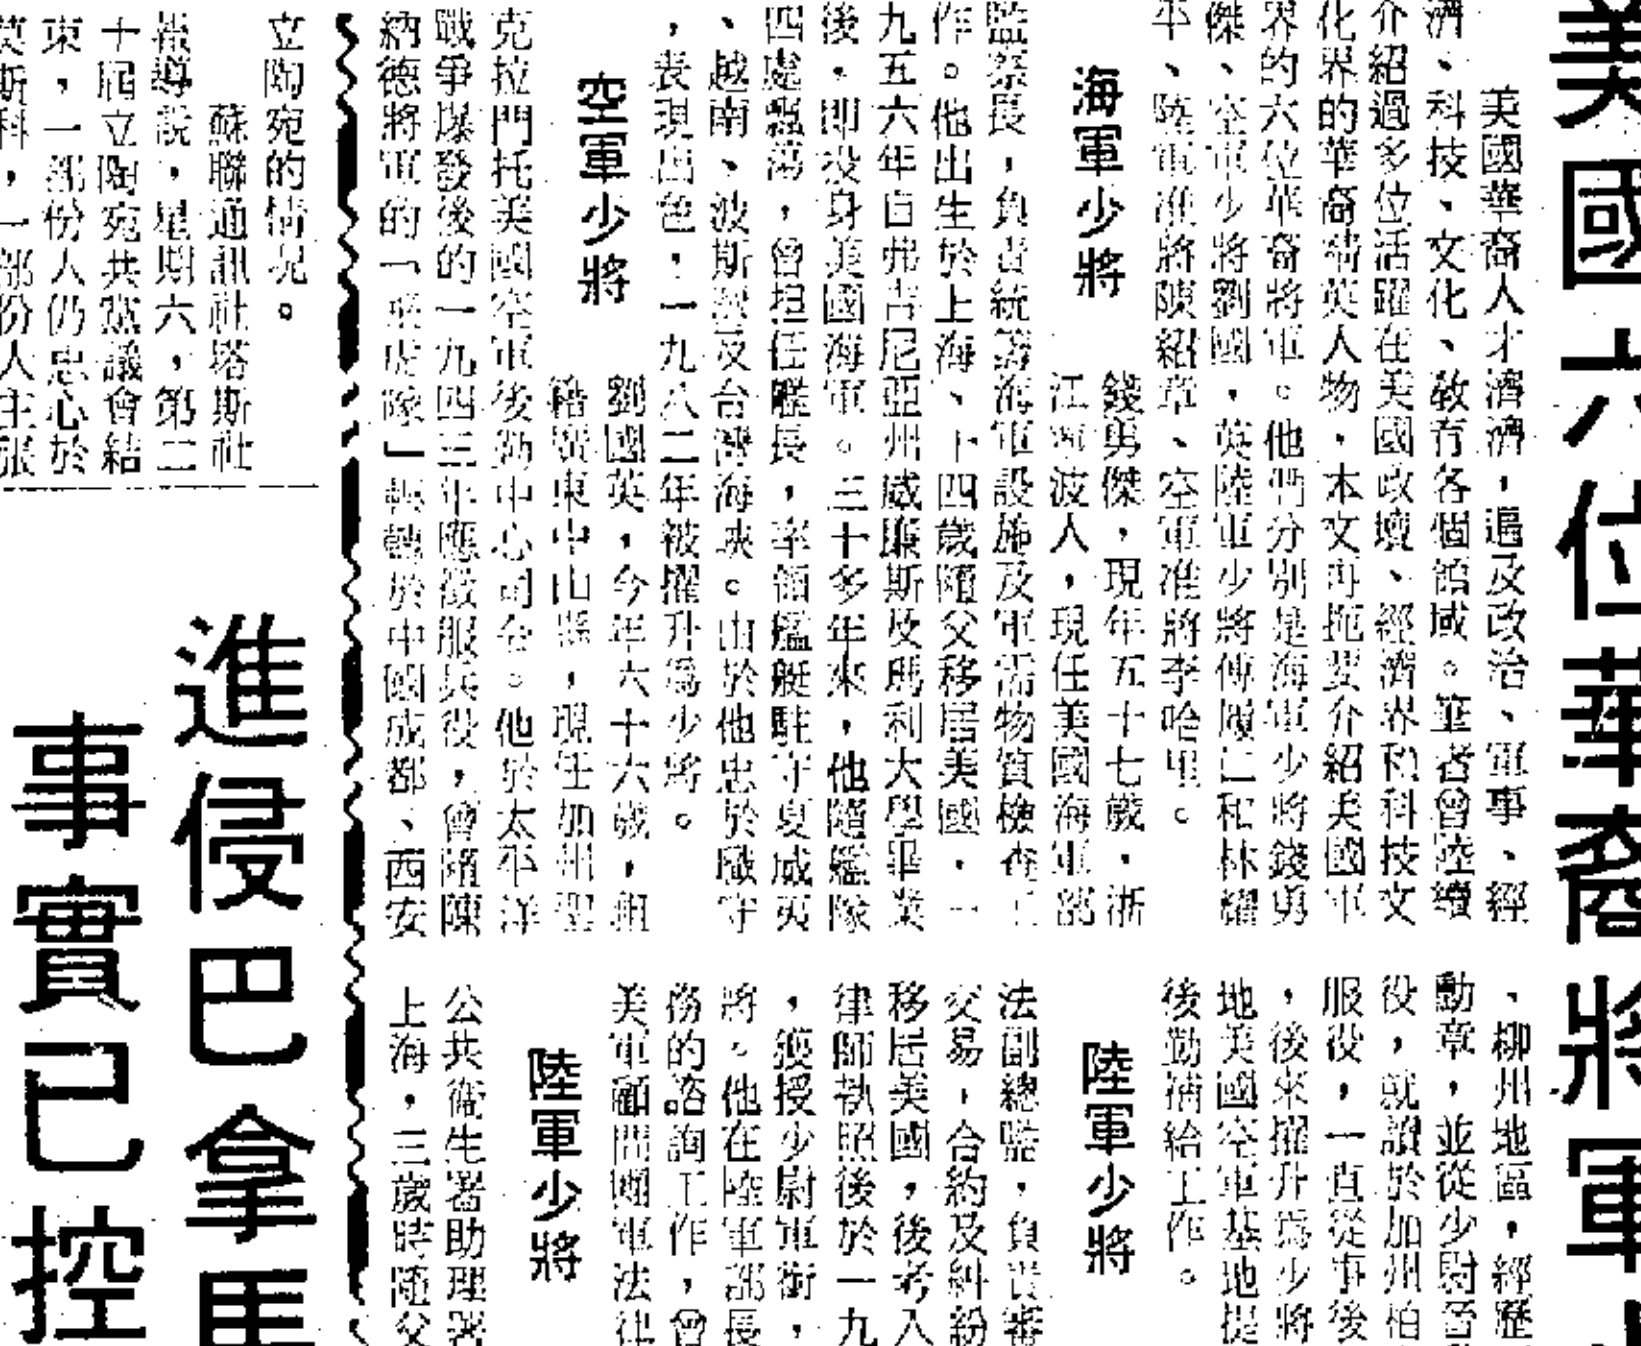 美國六位華裔將軍
美國華裔人才濟濟,遍及政治、軍事、經
濟、科技、文化、教育各個領域。筆者曾陸續
介紹過多位活躍在美國政壇、經濟界和科技文
化界的華裔精英人物,本文再扼要介紹美國軍
界的六位華裔將軍。他們分別是海軍少將錢勇
傑、空軍少將劉國,英陸軍少將傅履仁和林耀
平、陸軍准將陳紹章、空軍准將李哈里。
海軍少將
錢勇傑,現年五十七歲,浙
江寧波人,現任美國海軍部
監察長,負責統籌海軍設施及軍需物資檢查工
作。他出生於上海、十四歲隨父移居美國,一
九五六年自弗吉尼亞州威廉斯及瑪利大學畢業
後,即投身美國海軍。三十多年來,他隨艦隊
四處飄蕩,曾担任艦長,率領艦艇駐守夏威夷
、越南、波斯灣及台灣海峽。由於他忠於職守
,表現出色,一九八二年被擢升爲少將。
空軍少將
劉國英,今年六十六歲,祖
籍廣東中山縣,現任加州聖
克拉門托美國空軍後勤中心司令。他於太平洋
戰爭爆發後的一九四三年應徵服兵役,曾隨陳
納德將軍的「飛虎隊」轉戰於中國成都、西安
、柳州地區,經歷
勳章,並從少尉晉
役,就讀於加州柏
服役,一直從事後
,後來擢升爲少將
地美國空軍基地提
後勤補給工作。
陸軍少將
法副總監,負責審
交易,合約及糾紛
移居美國,後考入
律師執照後於一九
,獲授少尉軍銜,
將。他在陸軍部長
務的諮詢工作,曾
美軍顧問團軍法律
陸軍少將
公共衛生署助理署
上海,三歲時隨父
立陶宛的情況。
蘇聯通訊社塔斯社
報導說,星期六,第二
十屆立陶宛共黨議會結
束,一部份人仍忠心於
莫斯科,一部份人主張
進侵巴拿馬
事實已控